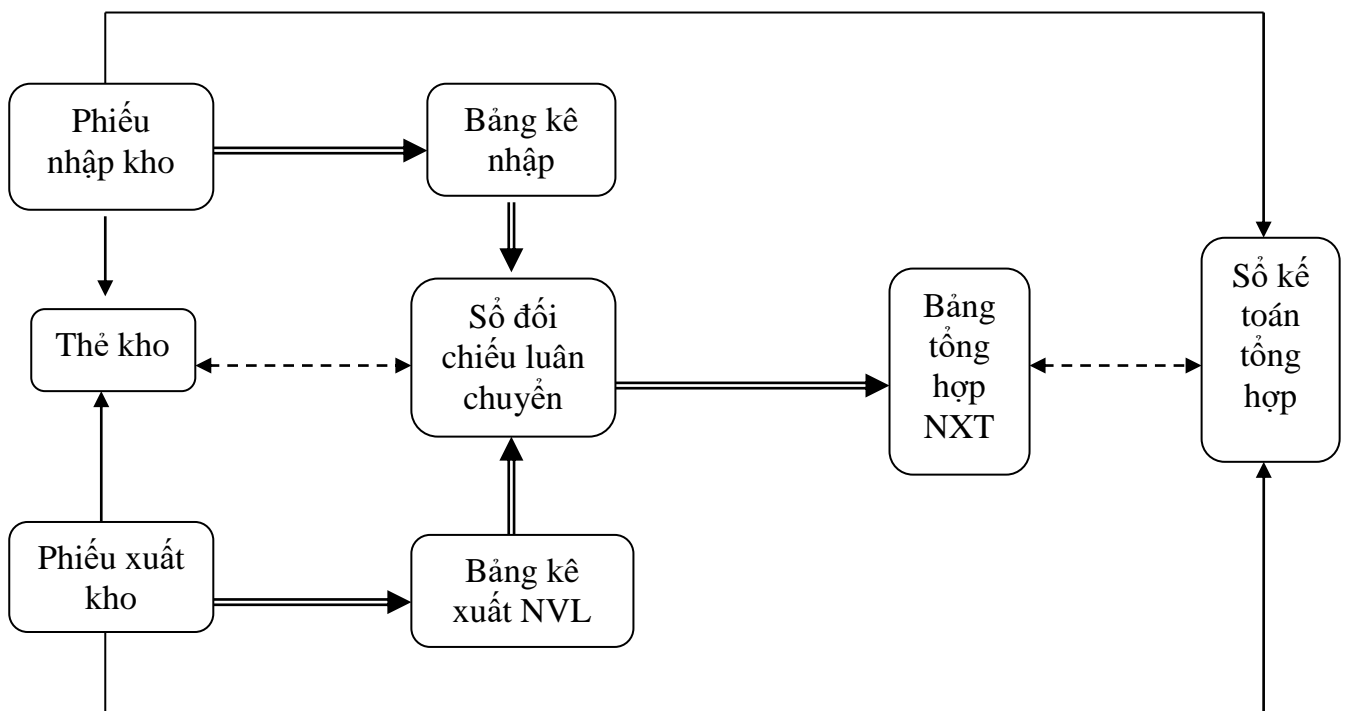 Phiếu
nhập kho
Bảng kê
nhập
Thẻ kho
Sổ đối
chiếu luân
chuyển
Bảng
tổng
hợp
NXT
Sổ kế
toán
tổng
hợp
Phiếu xuất
kho
Bảng kê
xuất NVL